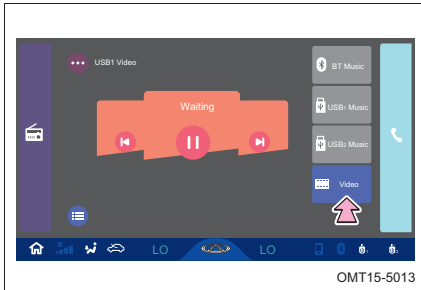 USB1 Video
BT Music
Waiting
USB1 Music
USB2 Music
Video
LO
LO
OMT15-5013